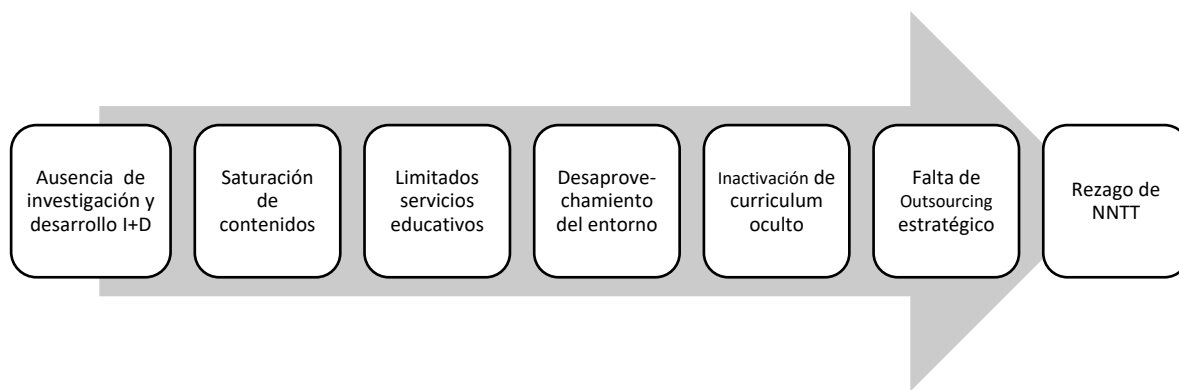 Ausencia de
investigación y
desarrollo I+D
Saturación
de
contenidos
Limitados
servicios
educativos
Desaprove-
chamiento
del entorno
Inactivación de
curriculum
oculto
Falta de
Outsourcing
estratégico
Rezago de
NNTT